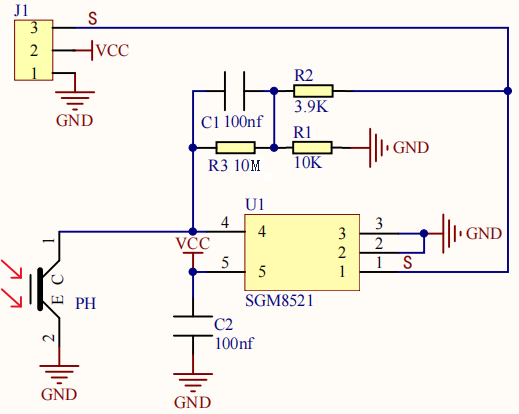 J1
3 S
2 VCC
1
GND
R2
3.9K
C1 100nf
R1
10K
R3 10M
GND
U1
4 4
3 3
VCC
2 2
GND
5 5
1 1 S
SGM8521
1
C
E
PH
2
C2
100nf
GND
GND